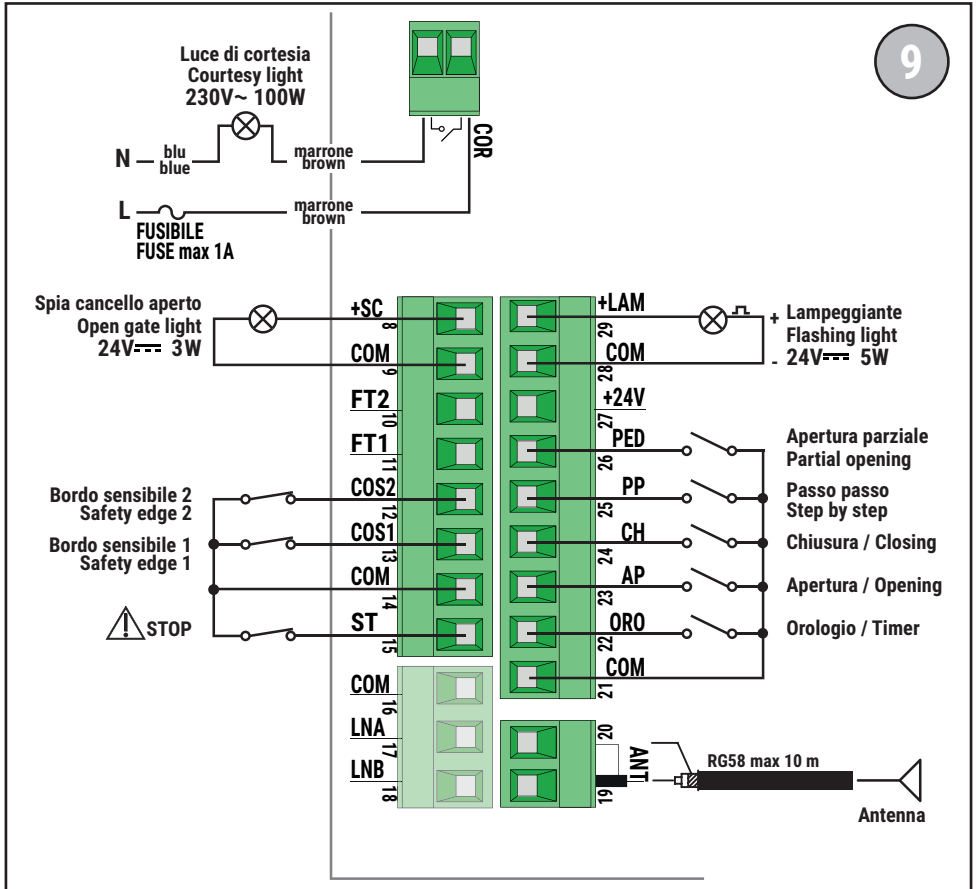 9
Luce di cortesia
Courtesy light
230V~ 100W
COR
N
blu
blue
marrone
brown
L
marrone
brown
FUSIBILE
FUSE max 1A
Spia cancello aperto
Open gate light
24V 3W
+SC
8
COM
9
FT2
10
FT1
11
Bordo sensibile 2
Safety edge 2
COS2
12
Bordo sensibile 1
Safety edge 1
COS1
13
COM
14
STOP
ST
15
COM
16
LNA
17
LNB
18
+LAM
29
+ Lampeggiante
Flashing light
- 24V 5W
COM
28
+24V
27
PED
26
Apertura parziale
Partial opening
PP
25
Passo passo
Step by step
CH
24
Chiusura / Closing
AP
23
Apertura / Opening
ORO
22
Orologio / Timer
COM
21
20
ANT
19
RG58 max 10 m
Antenna